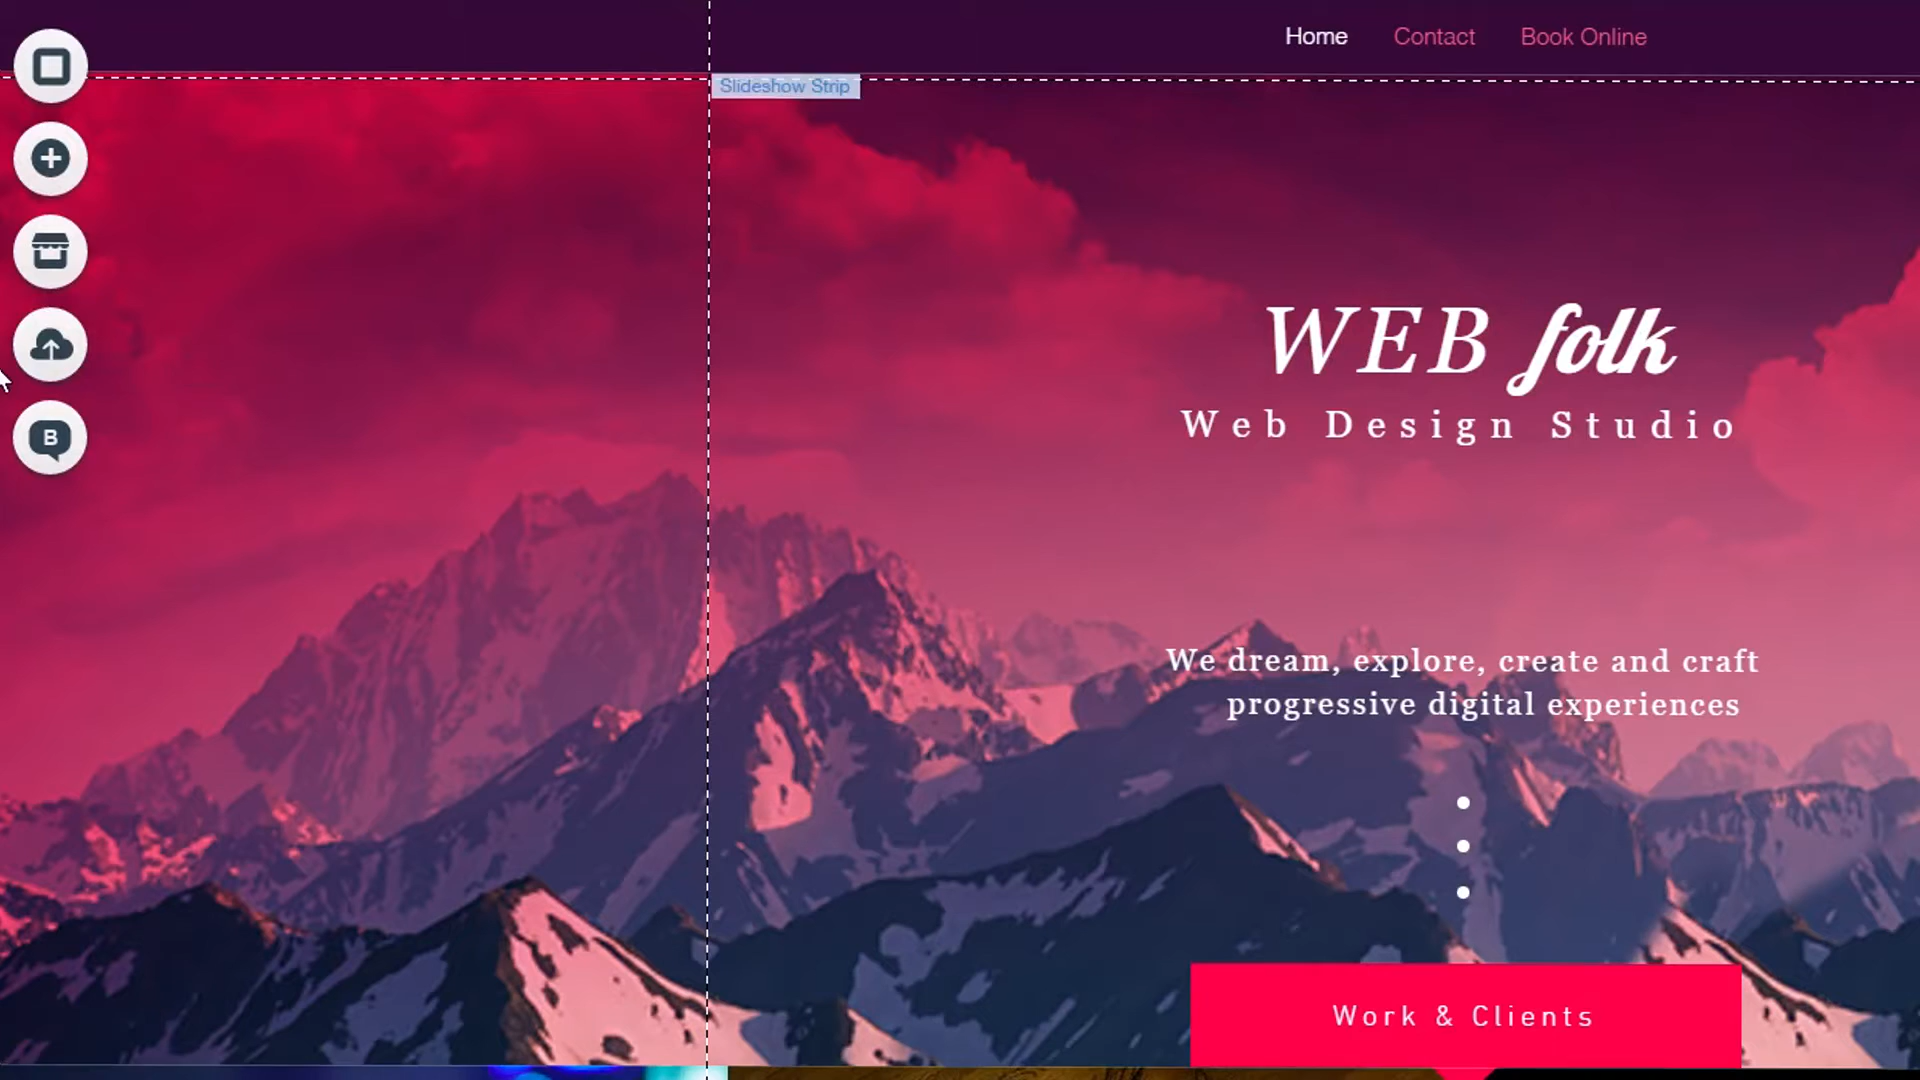 Home Contact Book Online
Slideshow Strip
WEB folk
Web Design Studio
We dream, explore, create and craft
progressive digital experiences
Work & Clients
B